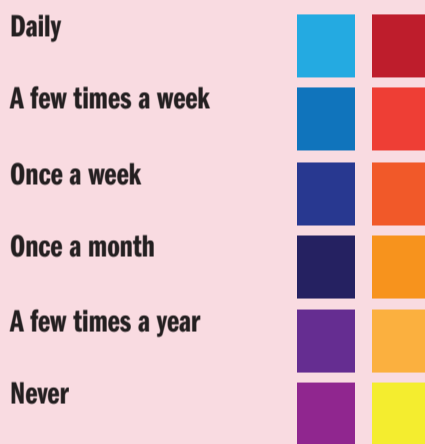 Daily
A few times a week
Once a week
Once a month
A few times a year
Never